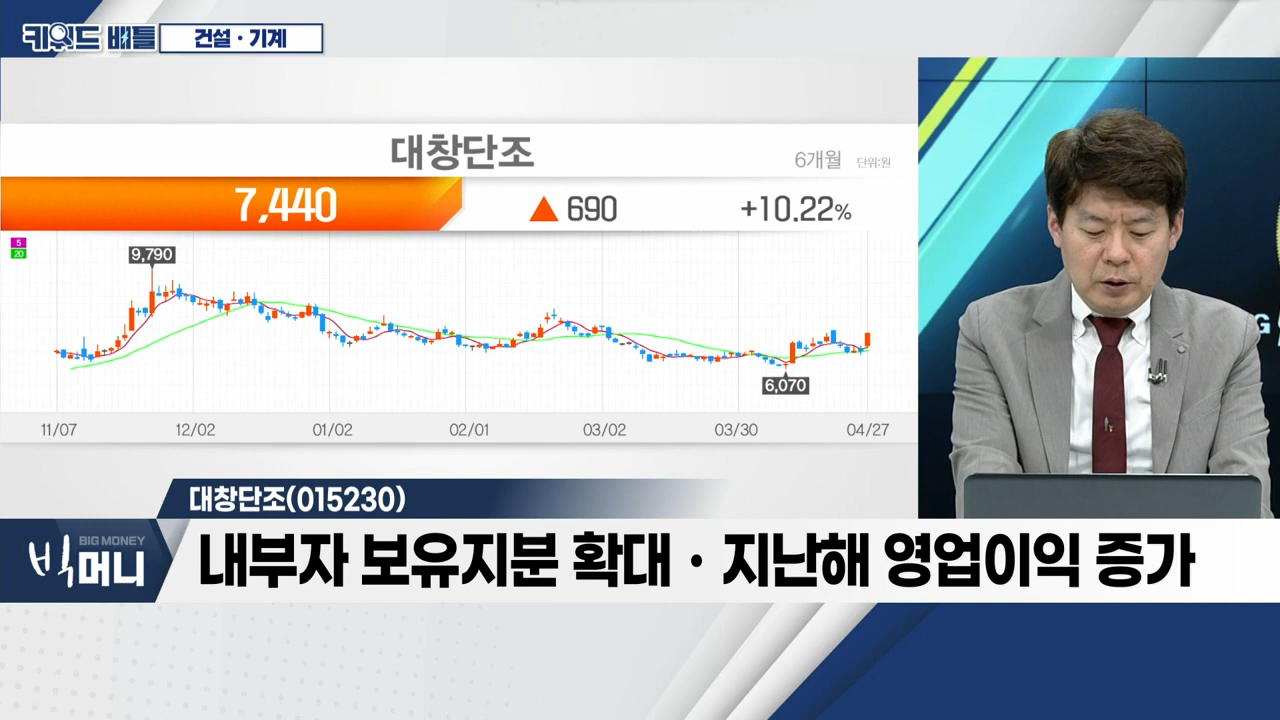 키워드 배틀
건설·기계
대창단조
6개월 단위:원
7,440 ▲ 690 +10.22%
5
20
9,790
6,070
11/07 12/02 01/02 02/01 03/02 03/30 04/27
대창단조(015230)
BIG MONEY
빅머니
내부자 보유지분 확대·지난해 영업이익 증가